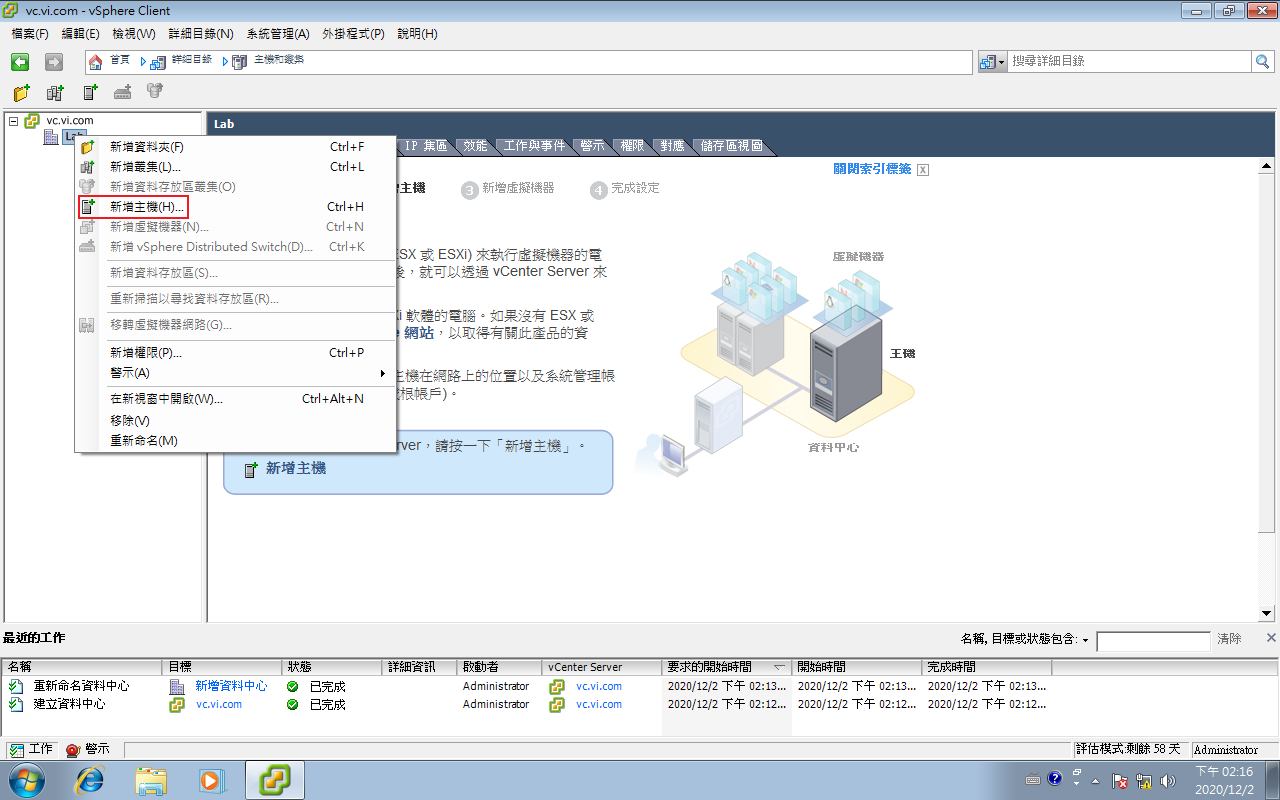 vc.vi.com - vSphere Client
檔案(F) 編輯(E) 檢視(W) 詳細目錄(N) 系統管理(A) 外掛程式(P) 說明(H)
首頁 詳細目錄 主機和叢集
搜尋詳細目錄
vc.vi.com
Lab
新增資料夾(F) Ctrl+F
新增叢集(L)... Ctrl+L
新增資料存放區叢集(O)
新增主機(H)... Ctrl+H
新增虛擬機器(N)... Ctrl+N
新增 vSphere Distributed Switch(D)... Ctrl+K
新增資料存放區(S)...
重新掃描以尋找資料存放區(R)...
移轉虛擬機器網路(G)...
新增權限(P)... Ctrl+P
警示(A)
在新視窗中開啟(W)... Ctrl+Alt+N
移除(V)
重新命名(M)
Lab
IP 集區 效能 工作與事件 警示 權限 對應 儲存區視圖
關閉索引標籤 x
主機 3 新增虛擬機器 4 完成設定
SX 或 ESXi) 來執行虛擬機器的電
後，就可以透過 vCenter Server 來
i 軟體的電腦。如果沒有 ESX 或
e 網站，以取得有關此產品的資
主機在網路上的位置以及系統管理帳
根帳戶)。
rver，請按一下「新增主機」。
新增主機
虛擬機器
主機
資料中心
最近的工作
名稱, 目標或狀態包含: 清除
名稱 目標 狀態 詳細資訊 啟動者 vCenter Server 要求的開始時間 開始時間 完成時間
重新命名資料中心 新增資料中心 已完成 Administrator vc.vi.com 2020/12/2 下午 02:13... 2020/12/2 下午 02:13... 2020/12/2 下午 02:13...
建立資料中心 vc.vi.com 已完成 Administrator vc.vi.com 2020/12/2 下午 02:12... 2020/12/2 下午 02:12... 2020/12/2 下午 02:12...
工作 警示 評估模式:剩餘 58 天 Administrator
下午 02:16
2020/12/2